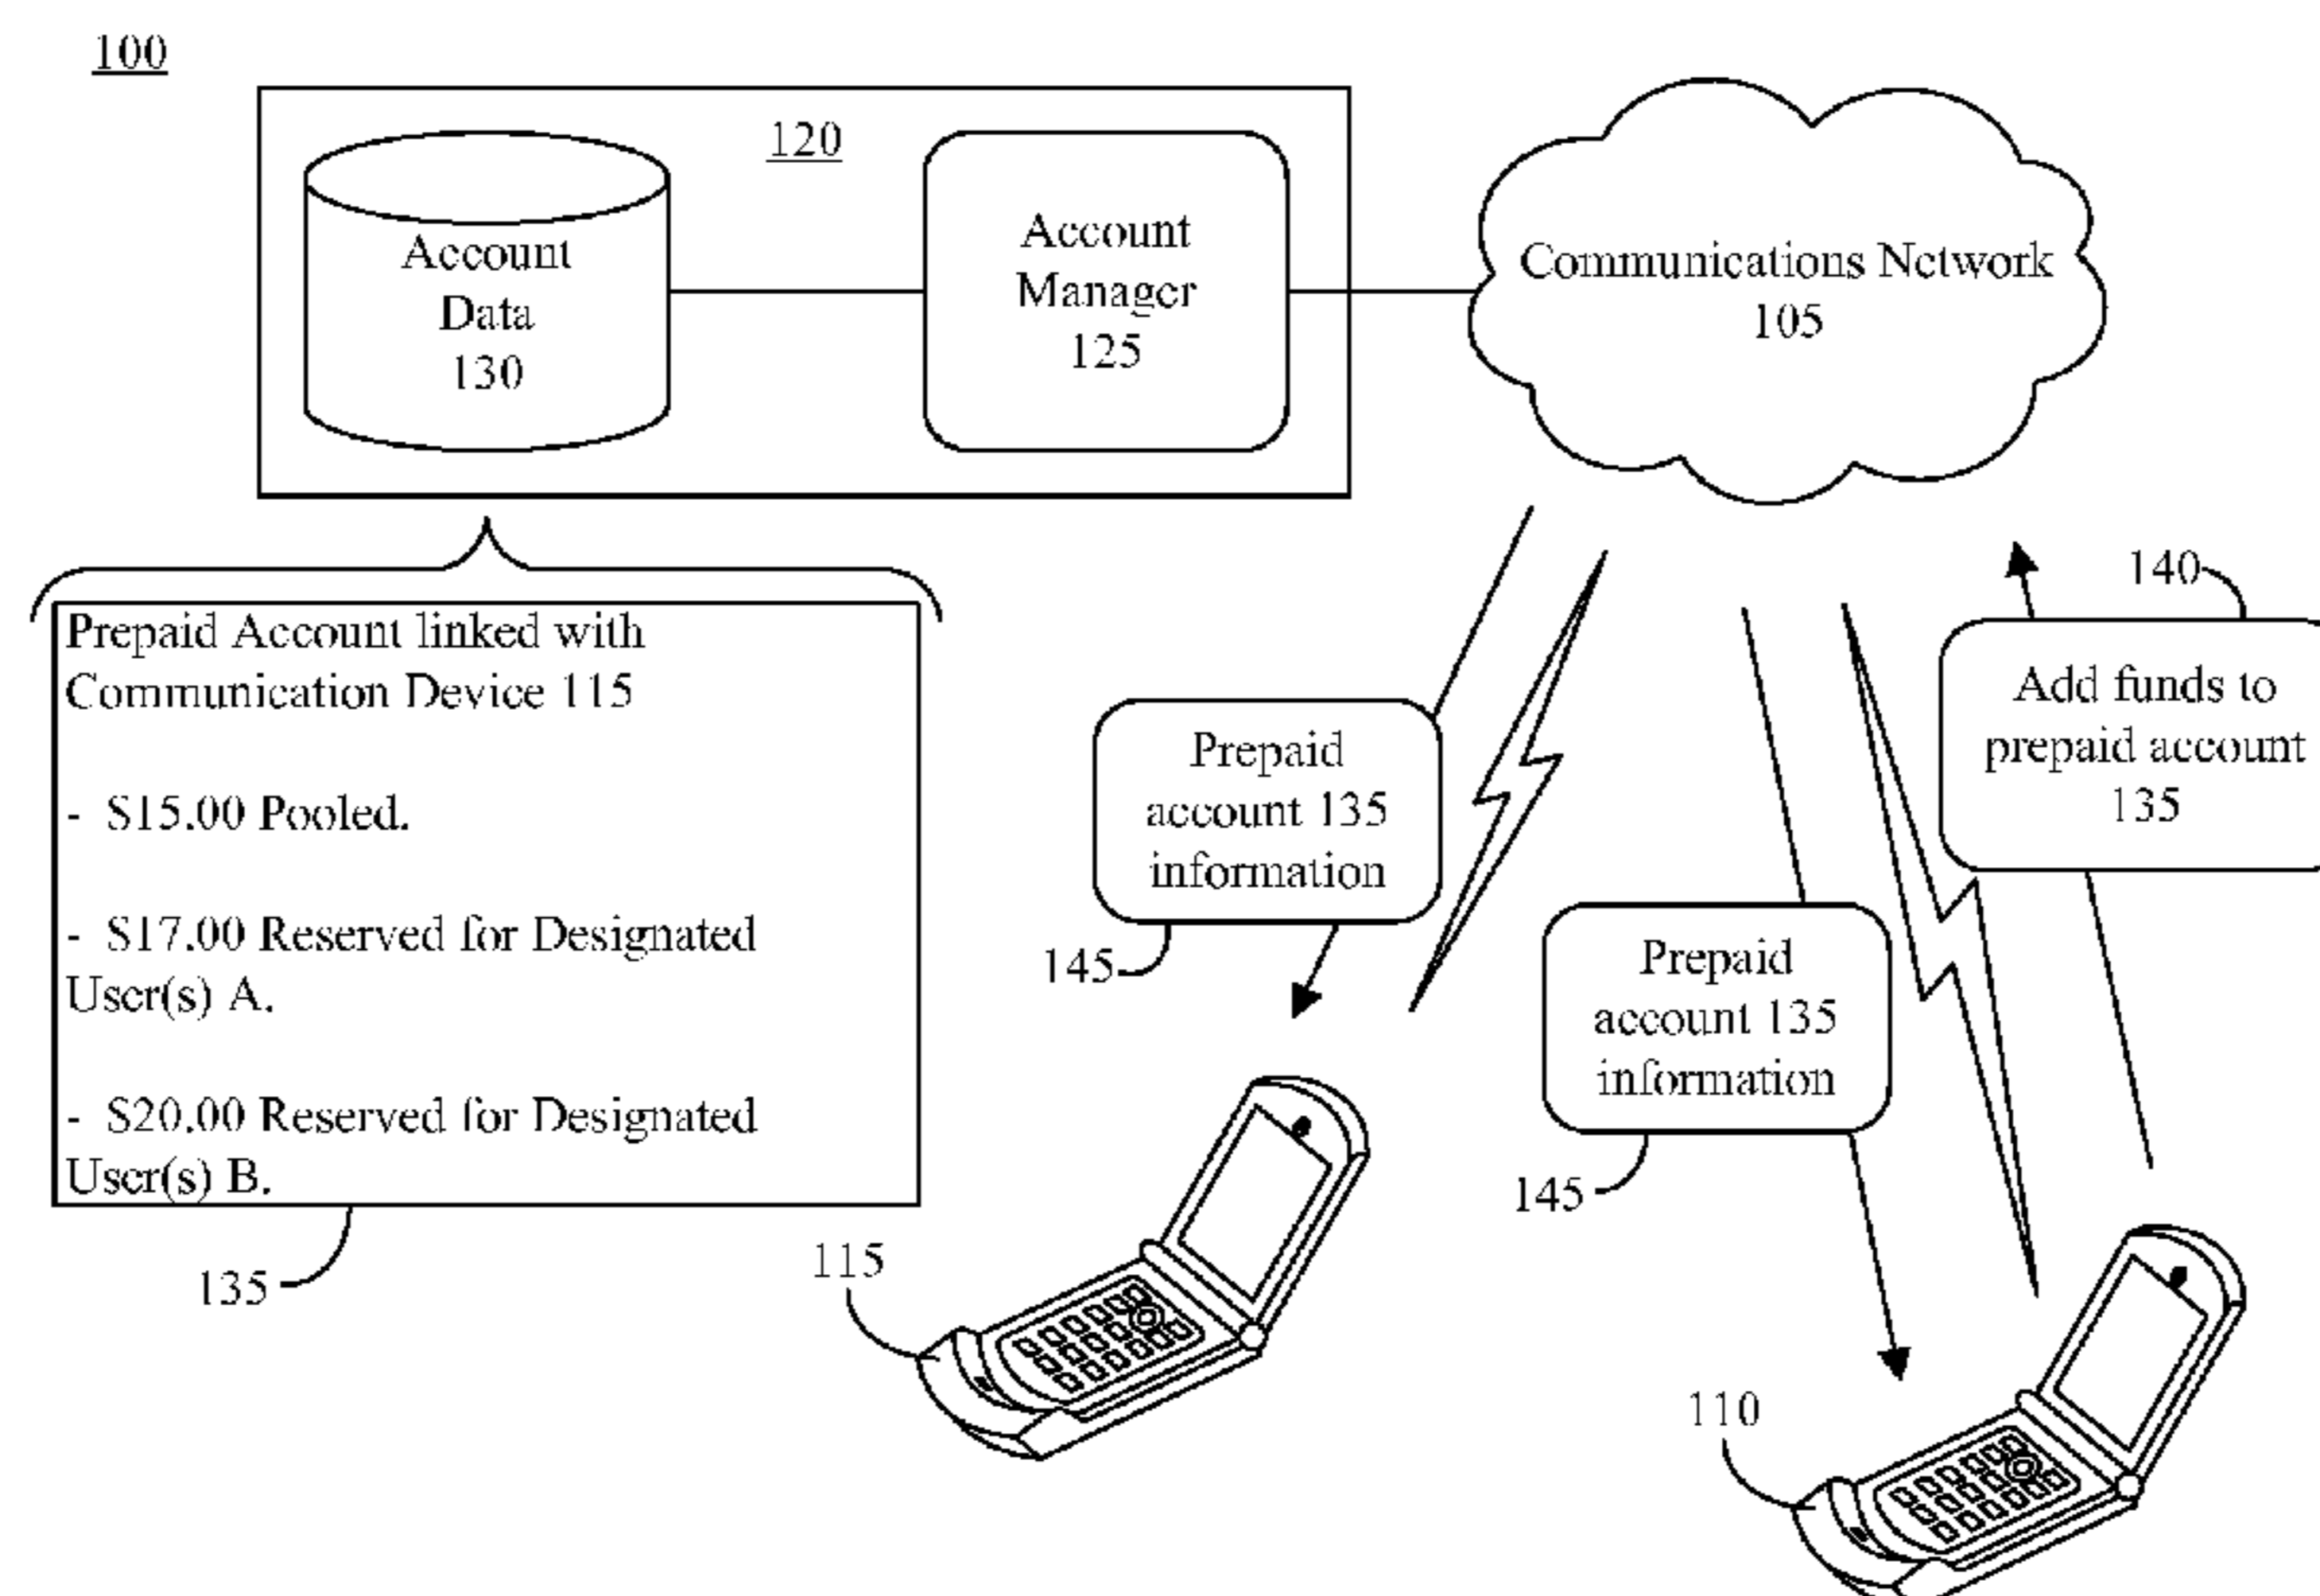 100
120
Account
Data
130
Account
Manager
125
Communications Network
105
Prepaid Account linked with
Communication Device 115
- $15.00 Pooled.
- $17.00 Reserved for Designated
User(s) A.
- $20.00 Reserved for Designated
User(s) B.
135
Prepaid
account 135
information
145
Prepaid
account 135
information
145
140
Add funds to
prepaid account
135
115
110